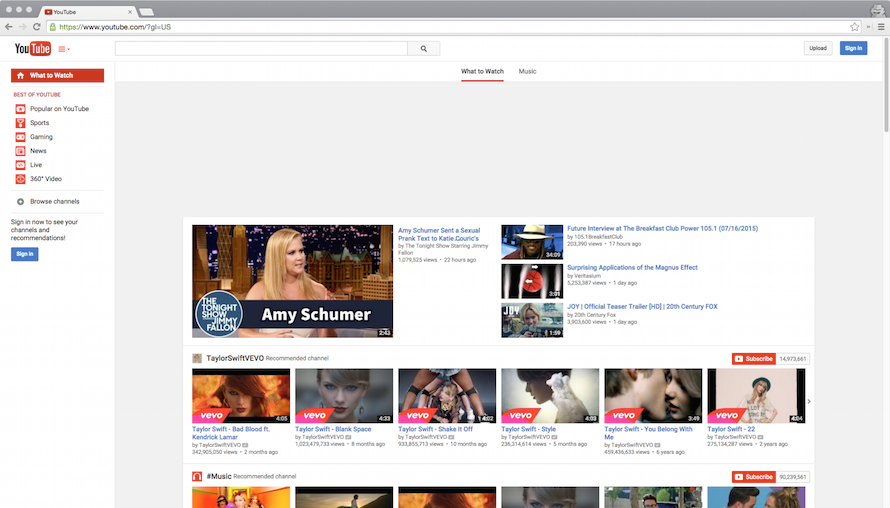 YouTube
https://www.youtube.com/?gl=US
YouTube
Upload
Sign in
What to Watch
Music
What to Watch
BEST OF YOUTUBE
Popular on YouTube
Sports
Gaming
News
Live
360° Video
Browse channels
Sign in now to see your
channels and
recommendations!
Sign in
THE
TONIGHT
SHOW
JIMMY
FALLON
Amy Schumer
2:43
Amy Schumer Sent a Sexual
Prank Text to Katie Couric's
by The Tonight Show Starring Jimmy
Fallon
1,079,525 views • 22 hours ago
34:09
Future Interview at The Breakfast Club Power 105.1 (07/16/2015)
by 105.1BreakfastClub
203,390 views • 17 hours ago
3:01
Surprising Applications of the Magnus Effect
by Veritasium
5,253,387 views • 1 day ago
JOY
1:59
JOY | Official Teaser Trailer [HD] | 20th Century FOX
by 20th Century Fox
3,903,600 views • 1 day ago
TaylorSwiftVEVO Recommended channel
Subscribe 14,973,661
vevo
4:05
Taylor Swift - Bad Blood ft.
Kendrick Lamar
by TaylorSwiftVEVO
342,905,050 views • 2 months ago
vevo
4:33
Taylor Swift - Blank Space
by TaylorSwiftVEVO
1,023,479,733 views • 8 months ago
vevo
4:02
Taylor Swift - Shake It Off
by TaylorSwiftVEVO
933,855,713 views • 10 months ago
vevo
4:03
Taylor Swift - Style
by TaylorSwiftVEVO
236,314,614 views • 5 months ago
vevo
3:49
Taylor Swift - You Belong With
Me
by TaylorSwiftVEVO
459,436,633 views • 6 years ago
vevo
4:04
Taylor Swift - 22
by TaylorSwiftVEVO
275,134,287 views • 2 years ago
#Music Recommended channel
Subscribe 90,239,561